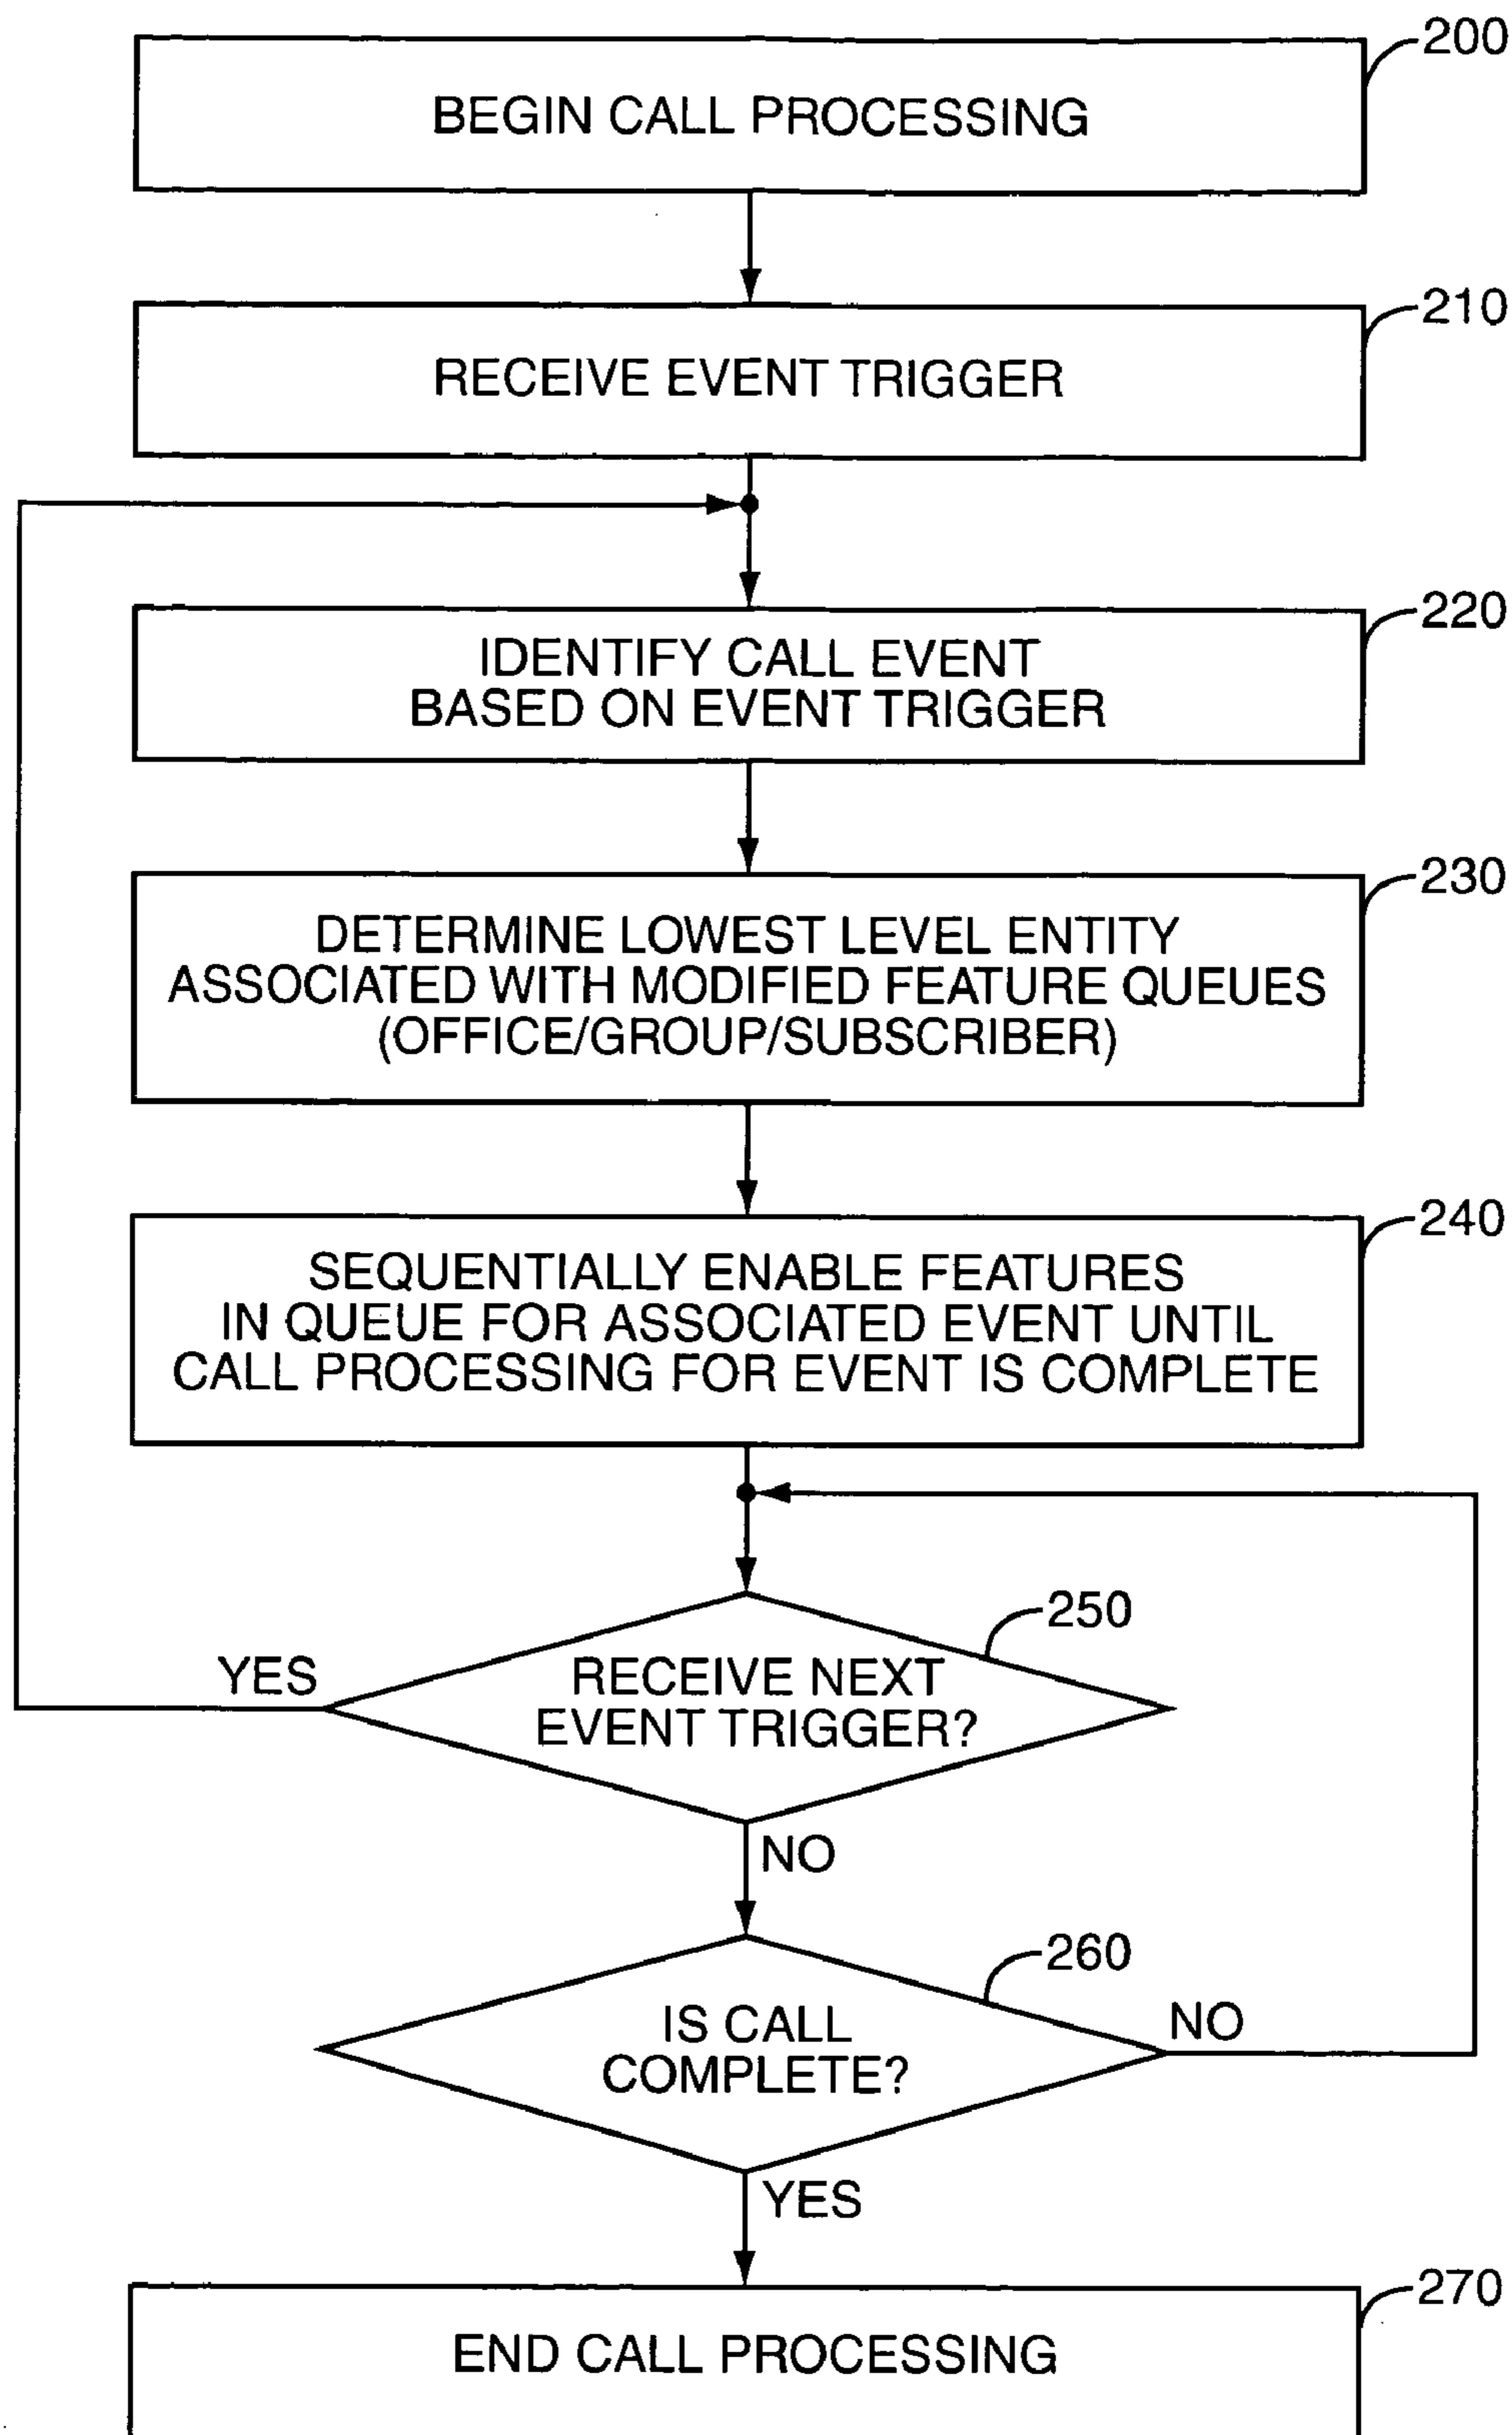 200
BEGIN CALL PROCESSING
210
RECEIVE EVENT TRIGGER
220
IDENTIFY CALL EVENT
BASED ON EVENT TRIGGER
230
DETERMINE LOWEST LEVEL ENTITY
ASSOCIATED WITH MODIFIED FEATURE QUEUES
(OFFICE/GROUP/SUBSCRIBER)
240
SEQUENTIALLY ENABLE FEATURES
IN QUEUE FOR ASSOCIATED EVENT UNTIL
CALL PROCESSING FOR EVENT IS COMPLETE
250
YES
RECEIVE NEXT
EVENT TRIGGER?
NO
260
IS CALL
COMPLETE?
NO
YES
270
END CALL PROCESSING